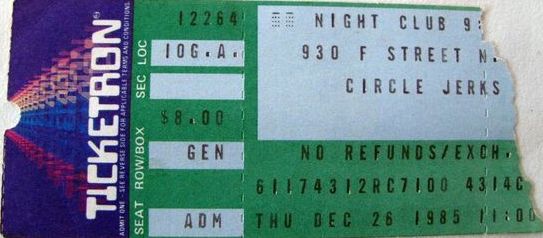 TICKETRON
ADMIT ONE - SEE REVERSE SIDE FOR APPLICABLE TERMS AND CONDITIONS
SEAT ROW/BOX SEC LOC
12264
10G.A.
$8.00
GEN
ADM
NIGHT CLUB 9:
930 F STREET N.
CIRCLE JERKS
NO REFUNDS/EXCH.
61174312RC7100 4314C
THU DEC 26 1985 11:00